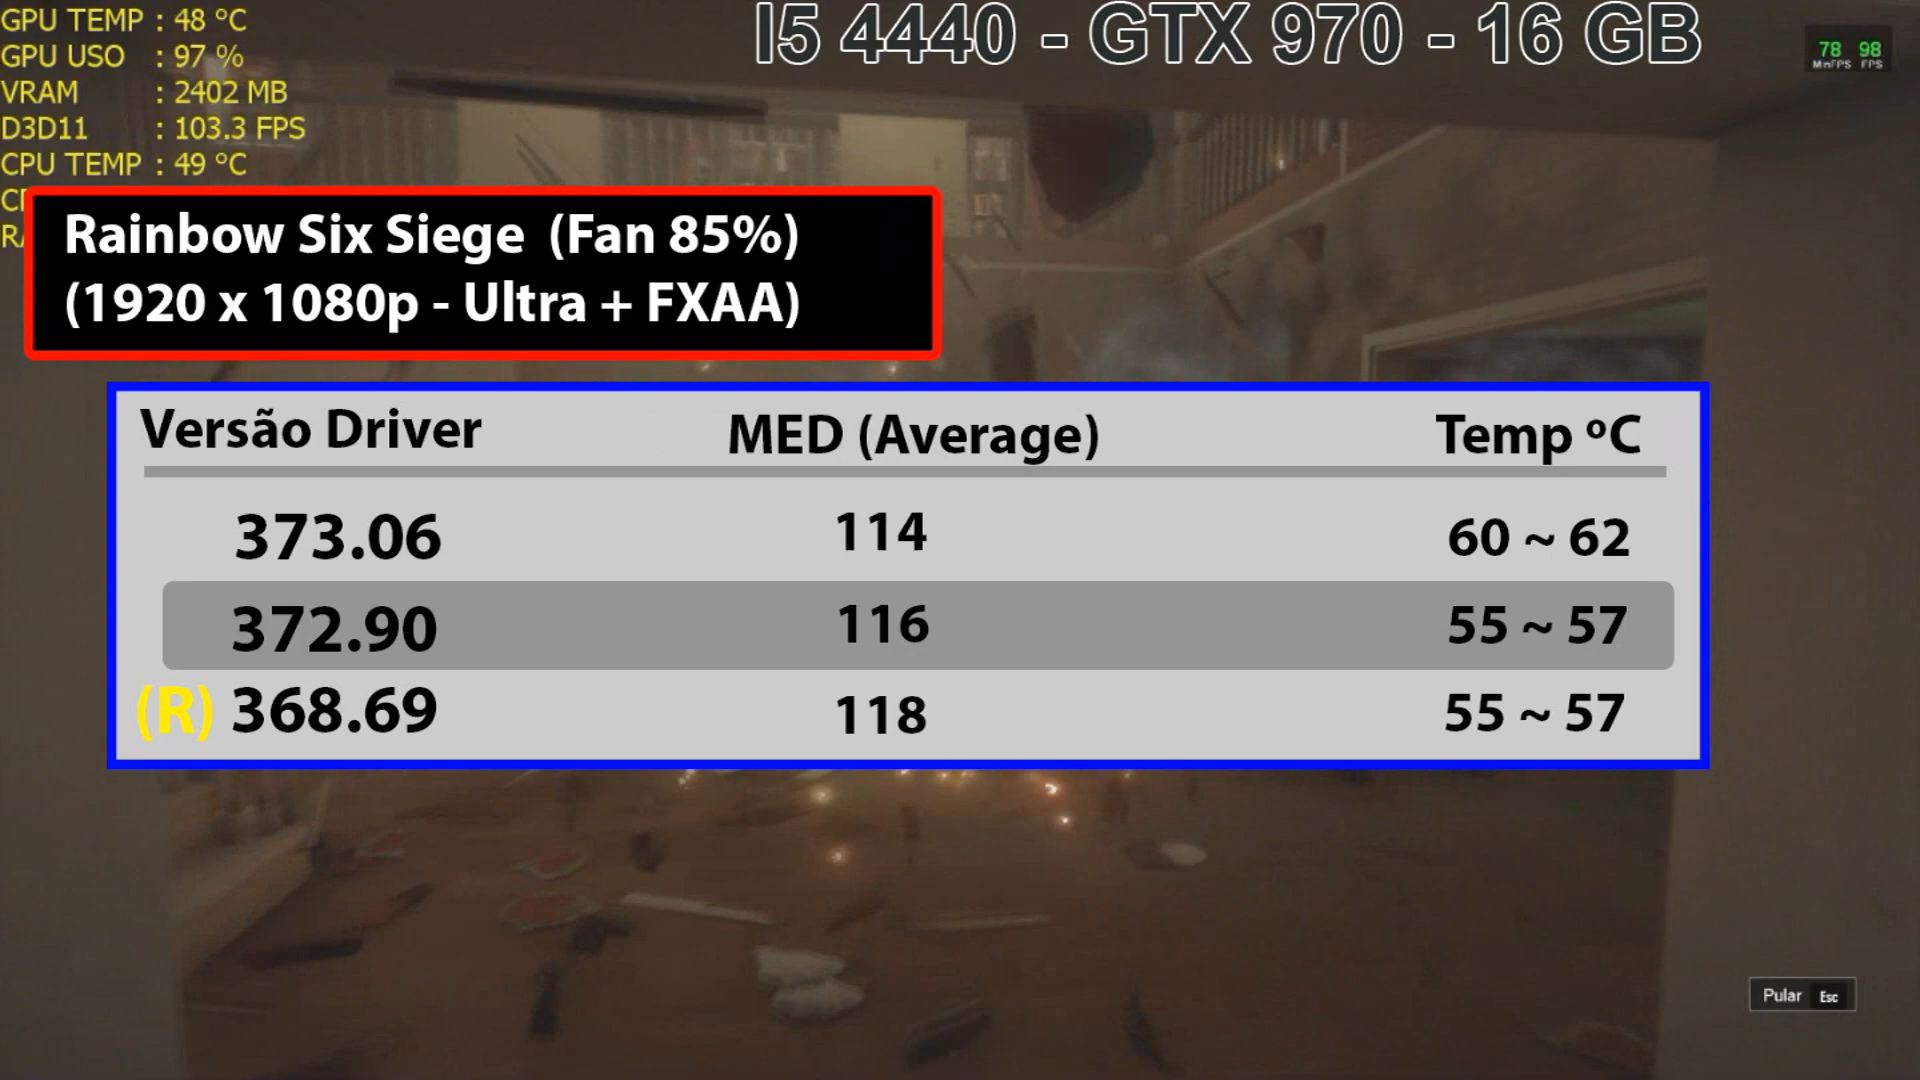 GPU TEMP : 48 °C
GPU USO : 97 %
VRAM : 2402 MB
D3D11 : 103.3 FPS
CPU TEMP : 49 °C
I5 4440 - GTX 970 - 16 GB
78 98
MinFPS FPS
Rainbow Six Siege (Fan 85%)
(1920 x 1080p - Ultra + FXAA)
Versão Driver MED (Average) Temp ºC
373.06 114 60 ~ 62
372.90 116 55 ~ 57
(R) 368.69 118 55 ~ 57
Pular Esc